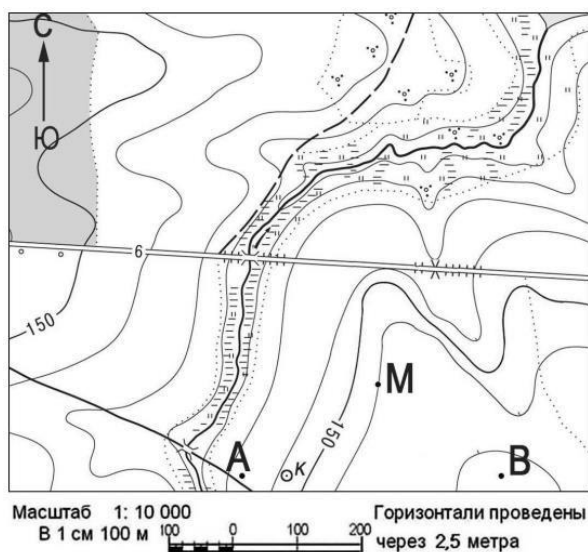 С
Ю
6
150
М
150
А
К
В
Масштаб 1: 10 000
В 1 см 100 м
100 0 100 200
Горизонтали проведены
через 2,5 метра